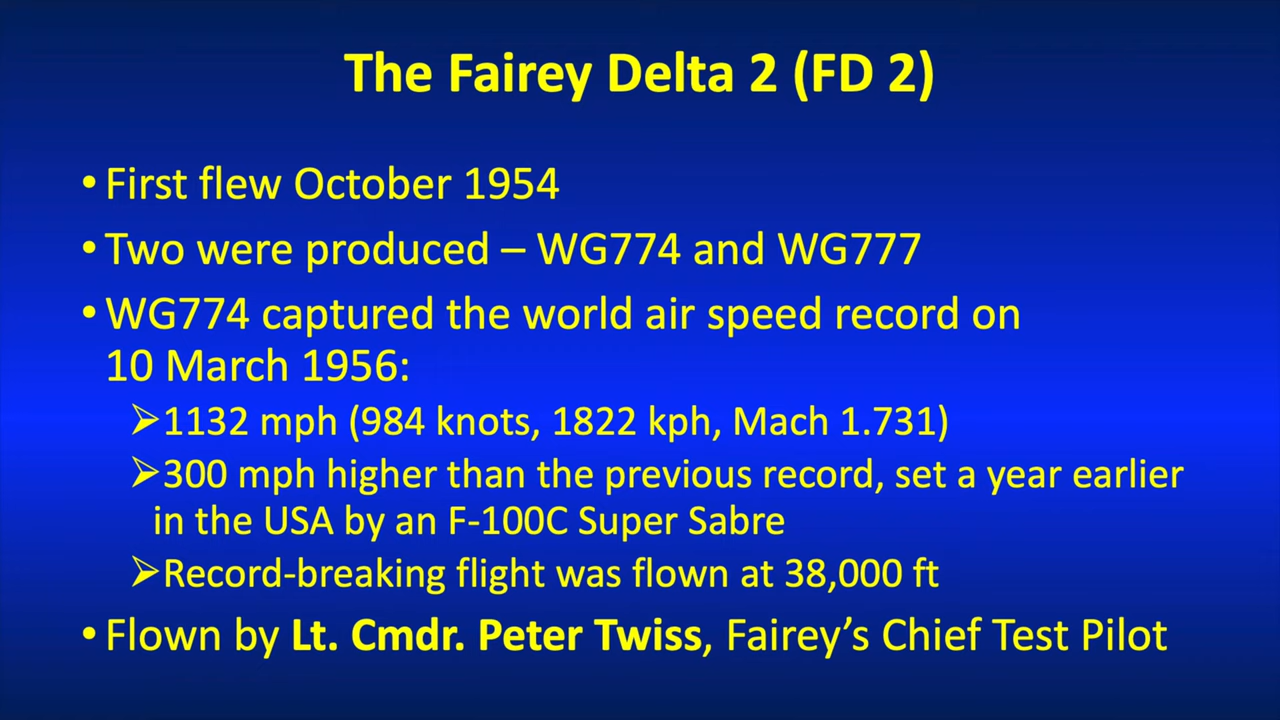 The Fairey Delta 2 (FD 2)
• First flew October 1954
• Two were produced – WG774 and WG777
• WG774 captured the world air speed record on
10 March 1956:
➢1132 mph (984 knots, 1822 kph, Mach 1.731)
➢300 mph higher than the previous record, set a year earlier
in the USA by an F-100C Super Sabre
➢Record-breaking flight was flown at 38,000 ft
• Flown by Lt. Cmdr. Peter Twiss, Fairey’s Chief Test Pilot